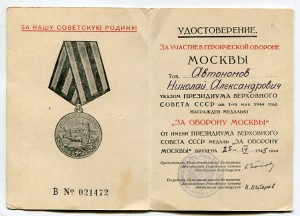 ЗА НАШУ СОВЕТСКУЮ РОДИНУ!
В № 021472
УДОСТОВЕРЕНИЕ.
ЗА УЧАСТИЕ В ГЕРОИЧЕСКОЙ ОБОРОНЕ
МОСКВЫ
Тов. Автономов
Николай Александрович
УКАЗОМ ПРЕЗИДИУМА ВЕРХОВНОГО
СОВЕТА СССР от 1-го мая 1944 года
НАГРАЖДЕН МЕДАЛЬЮ
"ЗА ОБОРОНУ МОСКВЫ"
ОТ ИМЕНИ ПРЕЗИДИУМА ВЕРХОВНОГО
СОВЕТА СССР МЕДАЛЬ "ЗА ОБОРОНУ
МОСКВЫ" ВРУЧЕНА 25